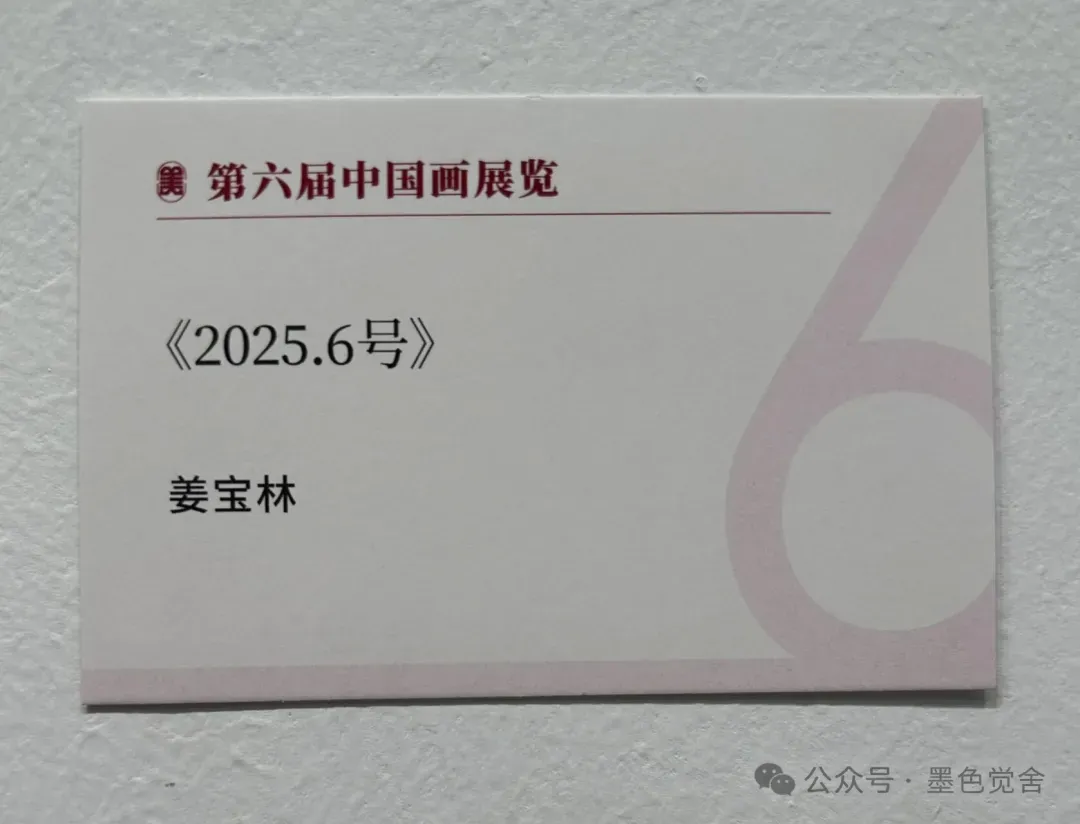 美 第六届中国画展览
《2025.6号》
姜宝林
6
公众号·墨色觉舍